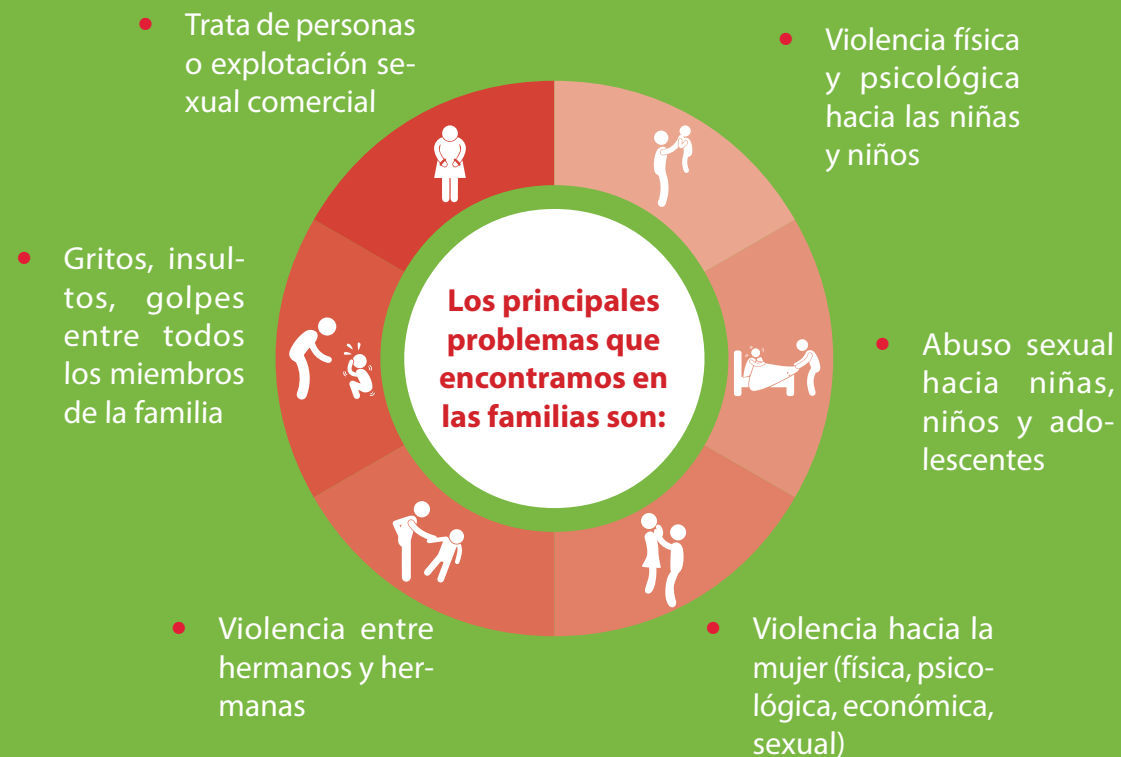 Los principales
problemas que
encontramos en
las familias son:
• Violencia física
y psicológica
hacia las niñas
y niños
• Abuso sexual
hacia niñas,
niños y ado-
lescentes
• Violencia hacia la
mujer (física, psico-
lógica, económica,
sexual)
• Violencia entre
hermanos y her-
manas
• Gritos, insul-
tos, golpes
entre todos
los miembros
de la familia
• Trata de personas
o explotación se-
xual comercial